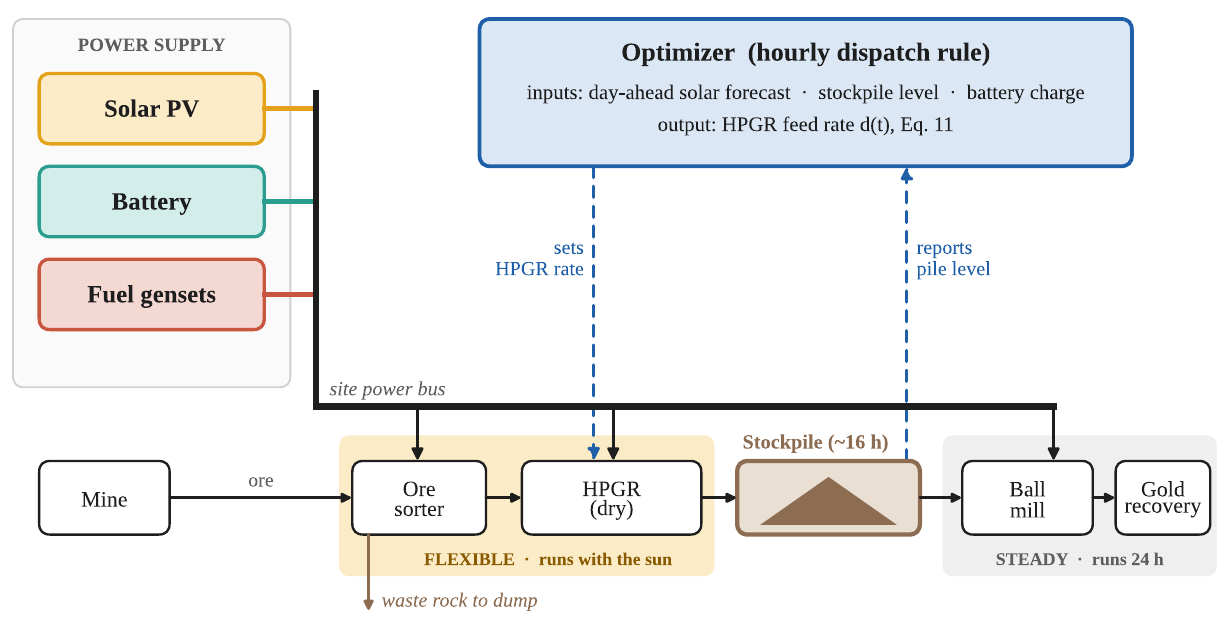 POWER SUPPLY
Solar PV
Battery
Fuel gensets
Optimizer (hourly dispatch rule)
inputs: day-ahead solar forecast · stockpile level · battery charge
output: HPGR feed rate d(t), Eq. 11
sets
HPGR rate
reports
pile level
site power bus
Mine
ore
Ore
sorter
HPGR
(dry)
FLEXIBLE · runs with the sun
waste rock to dump
Stockpile (~16 h)
Ball
mill
Gold
recovery
STEADY · runs 24 h